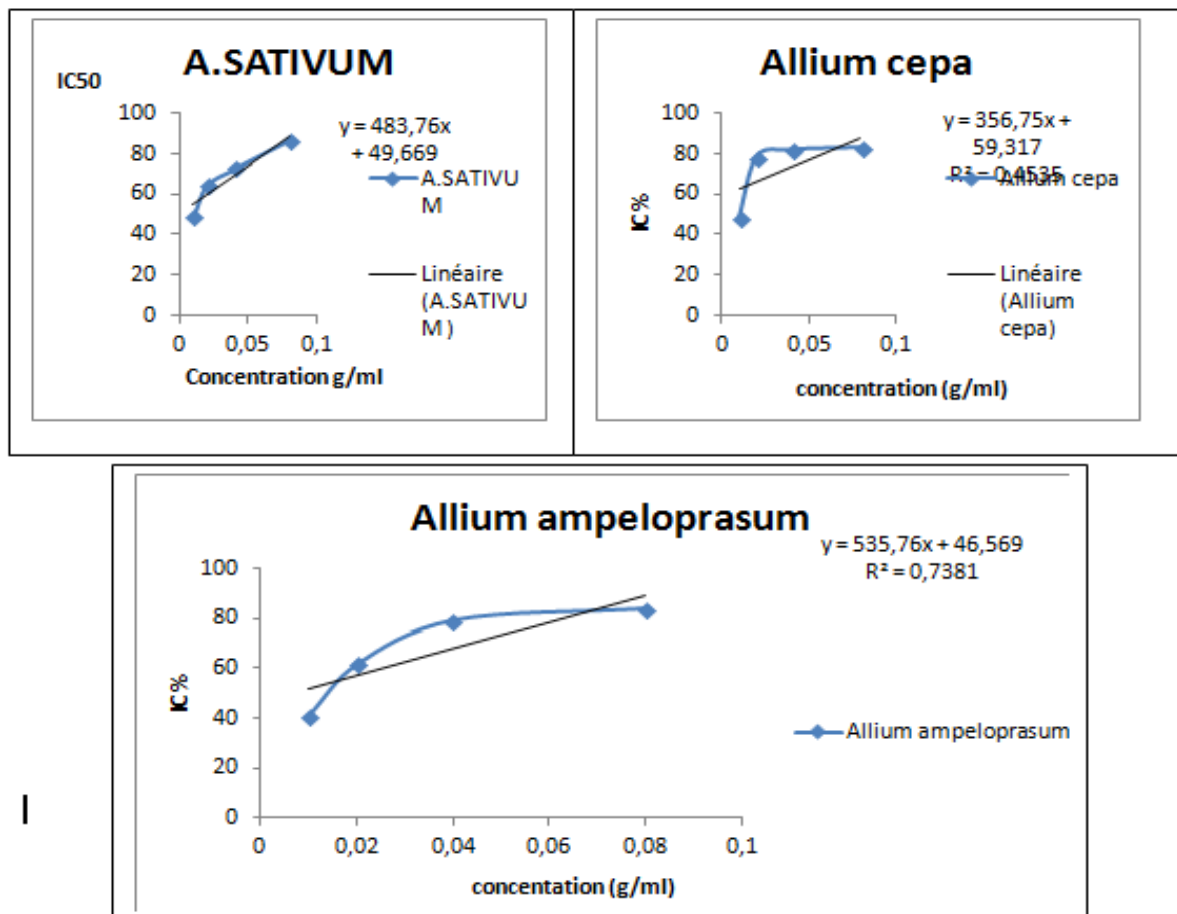 A.SATIVUM
IC50
y = 483,76x
+ 49,669
100
80
60
40
20
0
0 0,05 0,1
Concentration g/ml
A.SATIVU
M
Linéaire
(A.SATIVU
M )
Allium cepa
y = 356,75x +
59,317
R² = 0,4535
IC%
100
80
60
40
20
0
0 0,05 0,1
concentration (g/ml)
Allium cepa
Linéaire
(Allium
cepa)
Allium ampeloprasum
y = 535,76x + 46,569
R² = 0,7381
IC%
100
80
60
40
20
0
0 0,02 0,04 0,06 0,08 0,1
concentation (g/ml)
Allium ampeloprasum
l